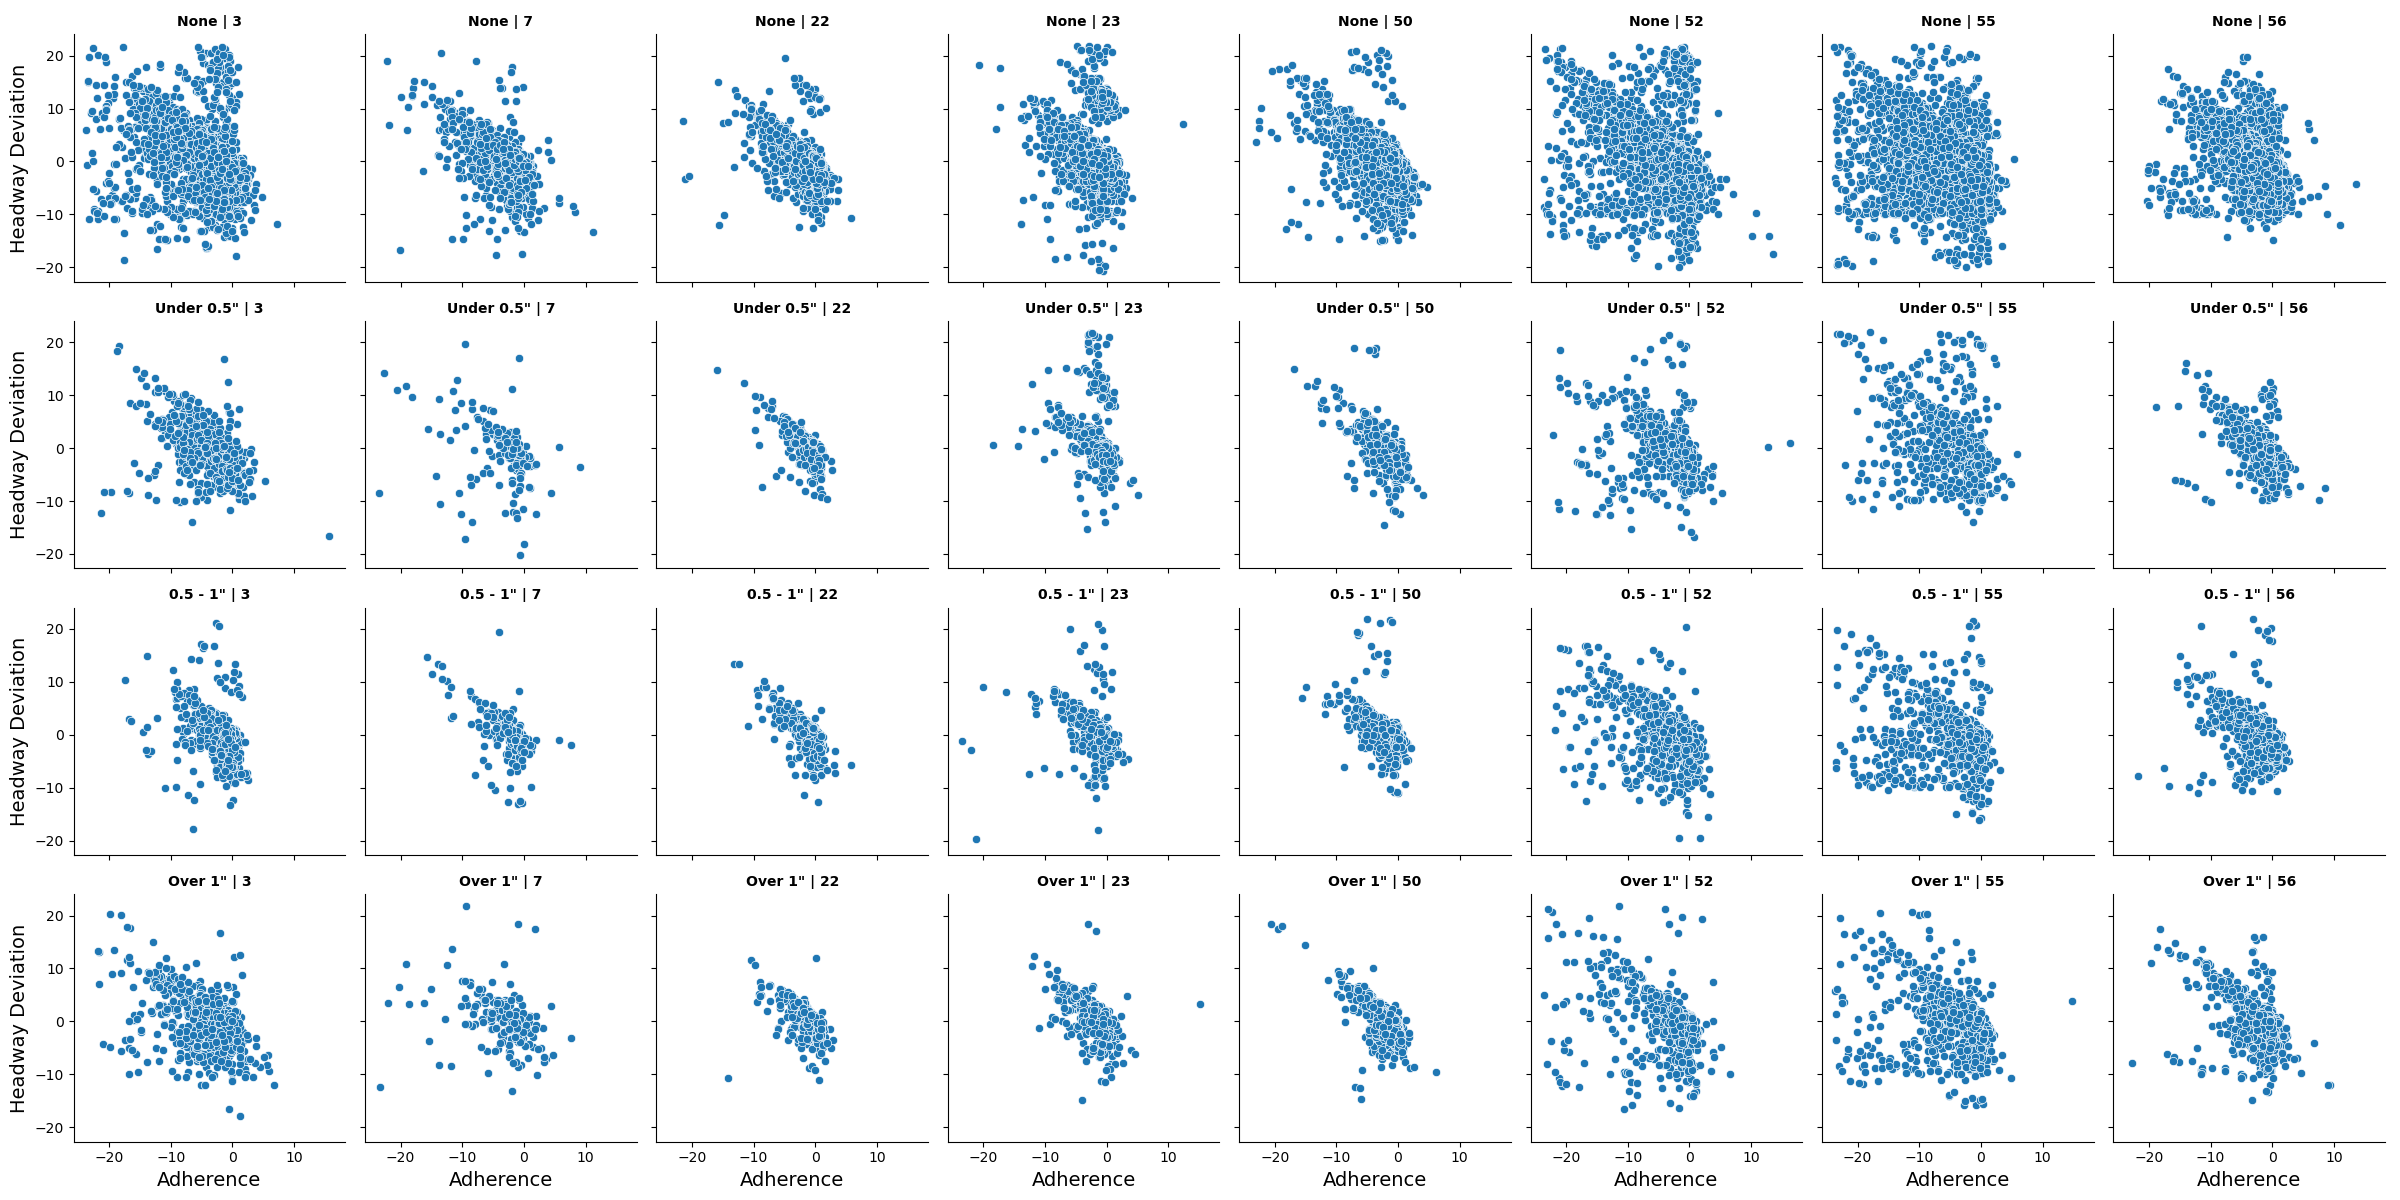 None | 3 None | 7 None | 22 None | 23 None | 50 None | 52 None | 55 None | 56
20
10
0
−10
−20
Headway Deviation
Under 0.5" | 3 Under 0.5" | 7 Under 0.5" | 22 Under 0.5" | 23 Under 0.5" | 50 Under 0.5" | 52 Under 0.5" | 55 Under 0.5" | 56
20
10
0
−10
−20
Headway Deviation
0.5 - 1" | 3 0.5 - 1" | 7 0.5 - 1" | 22 0.5 - 1" | 23 0.5 - 1" | 50 0.5 - 1" | 52 0.5 - 1" | 55 0.5 - 1" | 56
20
10
0
−10
−20
Headway Deviation
Over 1" | 3 Over 1" | 7 Over 1" | 22 Over 1" | 23 Over 1" | 50 Over 1" | 52 Over 1" | 55 Over 1" | 56
20
10
0
−10
−20
Headway Deviation
−20 −10 0 10 −20 −10 0 10 −20 −10 0 10 −20 −10 0 10 −20 −10 0 10 −20 −10 0 10 −20 −10 0 10 −20 −10 0 10
Adherence Adherence Adherence Adherence Adherence Adherence Adherence Adherence